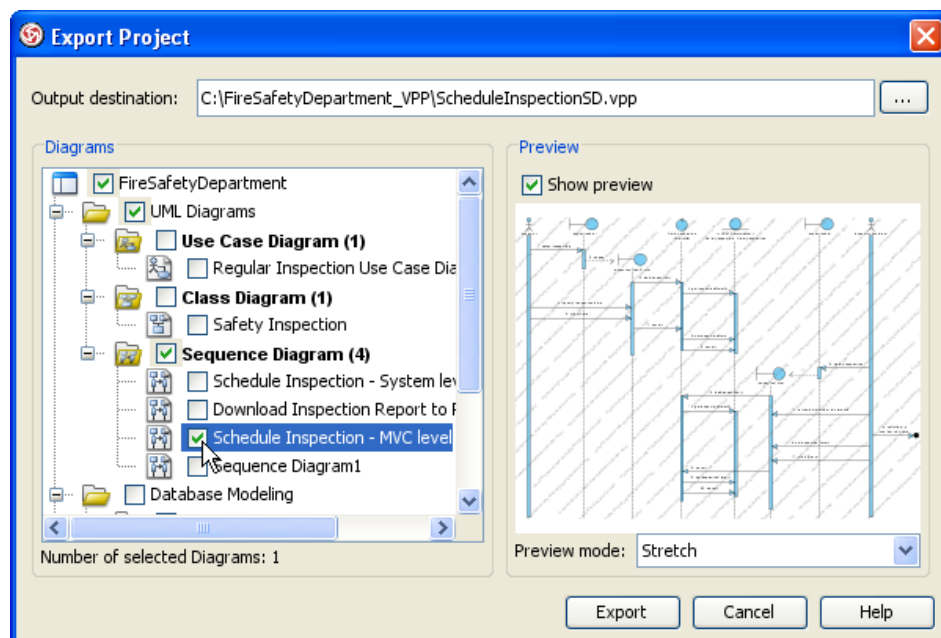 Export Project
Output destination: C:\FireSafetyDepartment_VPP\ScheduleInspectionSD.vpp ...
Diagrams
FireSafetyDepartment
UML Diagrams
Use Case Diagram (1)
Regular Inspection Use Case Dia
Class Diagram (1)
Safety Inspection
Sequence Diagram (4)
Schedule Inspection - System lev
Download Inspection Report to
Schedule Inspection - MVC level
Sequence Diagram1
Database Modeling
Number of selected Diagrams: 1
Preview
Show preview
Preview mode: Stretch
Export Cancel Help